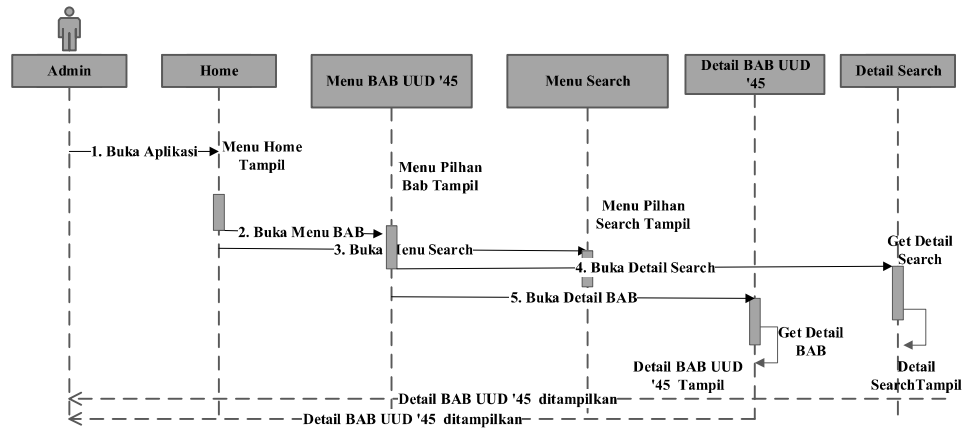 Admin
Home
Menu BAB UUD '45
Menu Search
Detail BAB UUD
'45
Detail Search
1. Buka Aplikasi
Menu Home
Tampil
Menu Pilhan
Bab Tampil
Menu Pilhan
Search Tampil
2. Buka Menu BAB
3. Buka Menu Search
Get Detail
Search
4. Buka Detail Search
5. Buka Detail BAB
Get Detail
BAB
Detail BAB UUD
'45 Tampil
Detail
SearchTampil
Detail BAB UUD '45 ditampilkan
Detail BAB UUD '45 ditampilkan